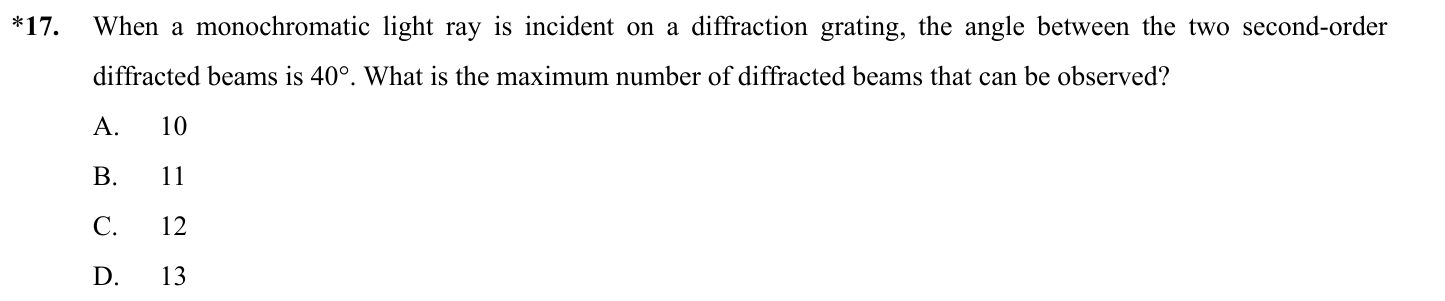 *17. When a monochromatic light ray is incident on a diffraction grating, the angle between the two second-order
diffracted beams is 40°. What is the maximum number of diffracted beams that can be observed?
A. 10
B. 11
C. 12
D. 13